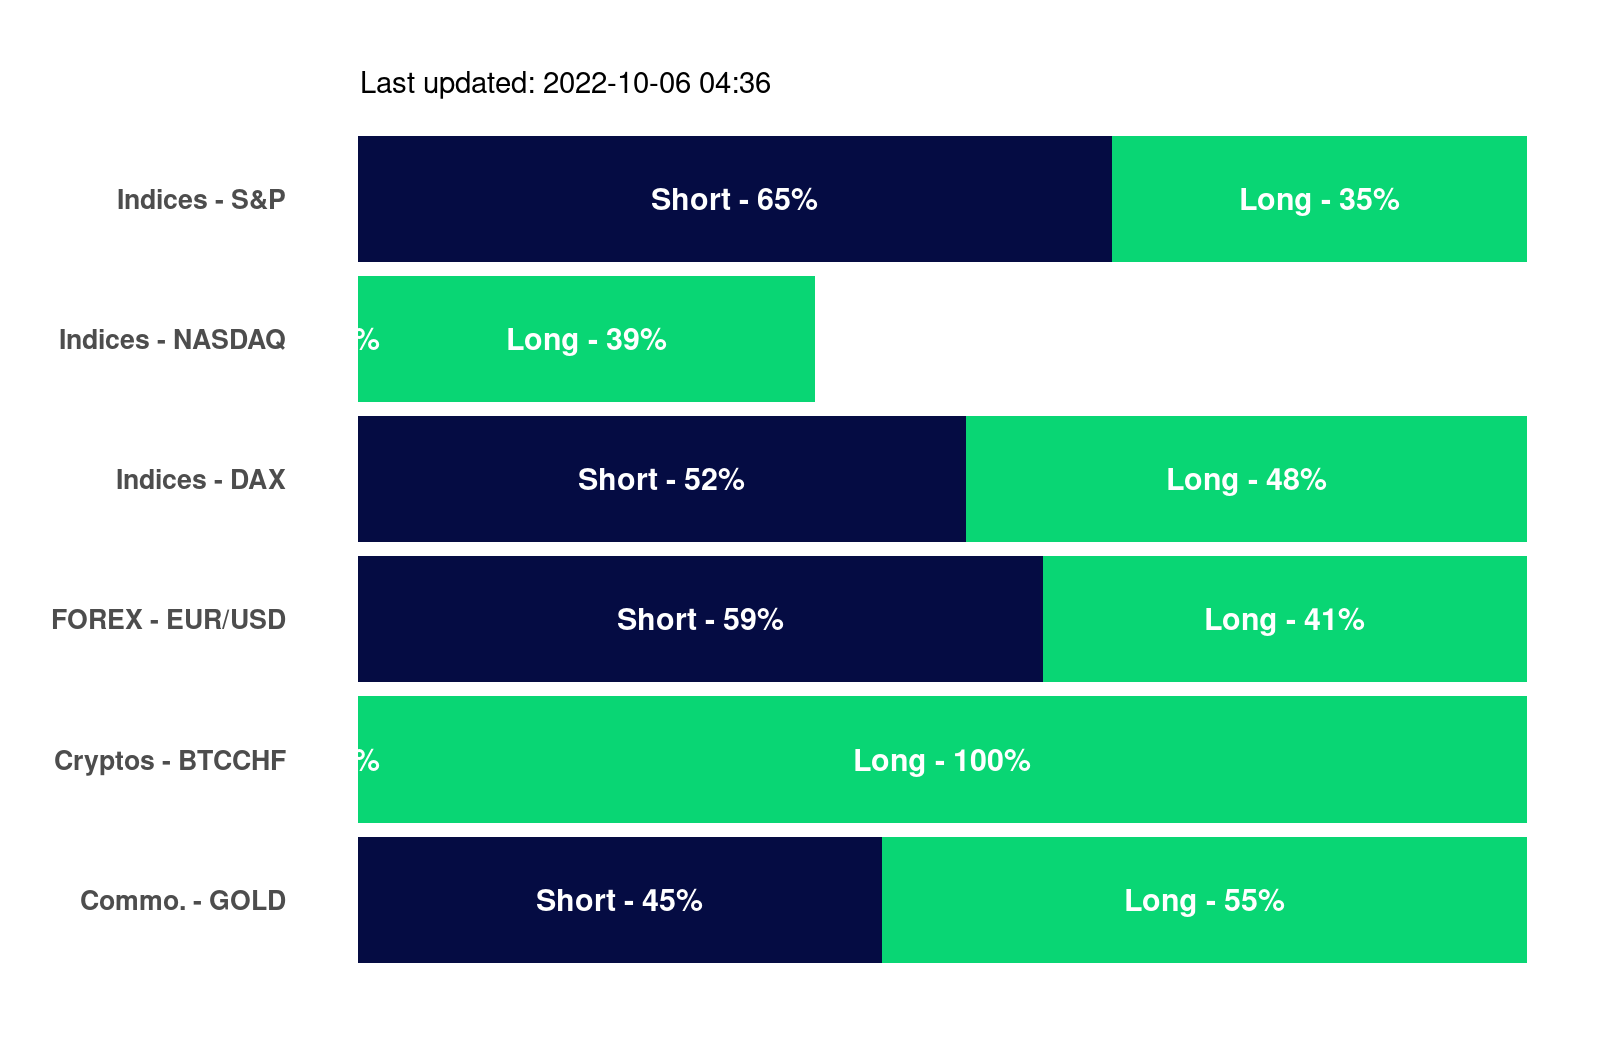 Last updated: 2022-10-06 04:36
Indices - S&P Short - 65% Long - 35%
Indices - NASDAQ % Long - 39%
Indices - DAX Short - 52% Long - 48%
FOREX - EUR/USD Short - 59% Long - 41%
Cryptos - BTCCHF % Long - 100%
Commo. - GOLD Short - 45% Long - 55%